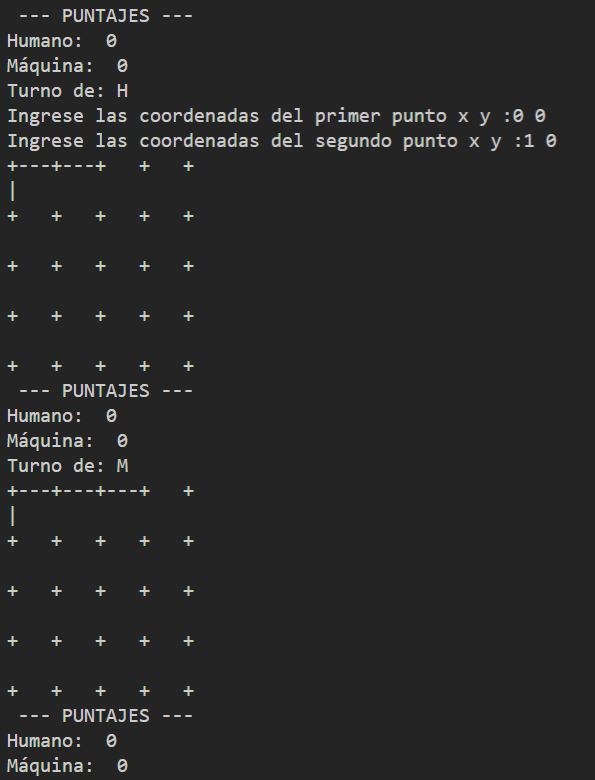 --- PUNTAJES ---
Humano:  0
Máquina:  0
Turno de: H
Ingrese las coordenadas del primer punto x y :0 0
Ingrese las coordenadas del segundo punto x y :1 0
+---+---+   +   +
|
+   +   +   +   +

+   +   +   +   +

+   +   +   +   +

+   +   +   +   +
 --- PUNTAJES ---
Humano:  0
Máquina:  0
Turno de: M
+---+---+---+   +
|
+   +   +   +   +

+   +   +   +   +

+   +   +   +   +

+   +   +   +   +
 --- PUNTAJES ---
Humano:  0
Máquina:  0